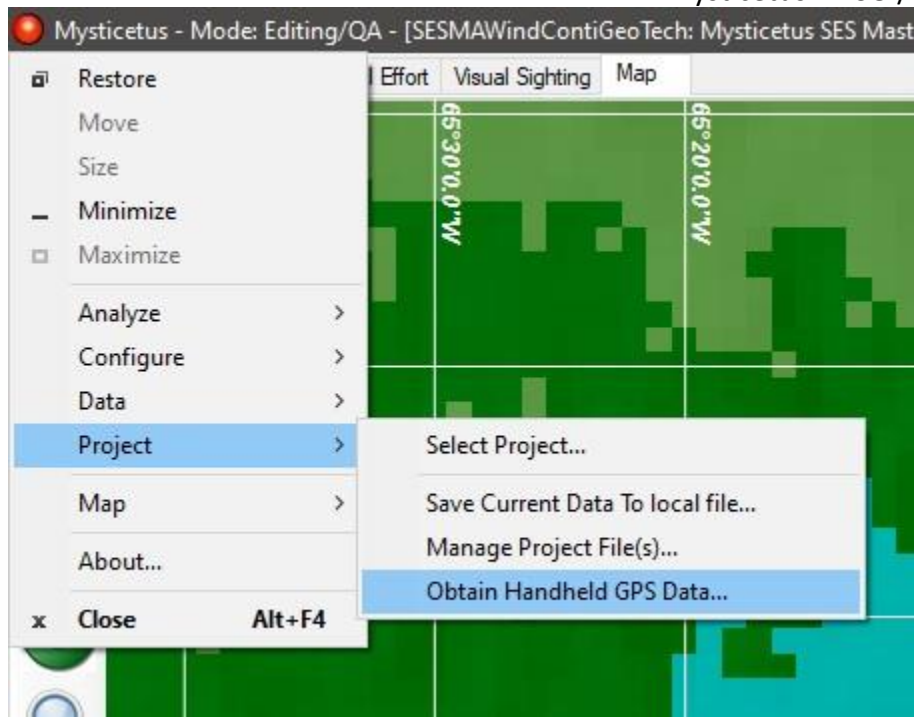 Mysticetus - Mode: Editing/QA - [SESMAWindContiGeoTech: Mysticetus SES Mast
Restore
Effort Visual Sighting Map
Move
Size
Minimize
Maximize
65°30'0.0"W
65°20'0.0"W
Analyze >
Configure >
Data >
Project >
Select Project...
Map >
Save Current Data To local file...
Manage Project File(s)...
About...
Obtain Handheld GPS Data...
x Close Alt+F4